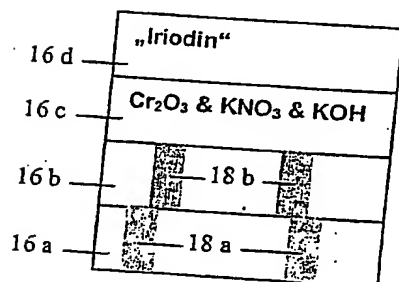 „Iriodin“
16 d
Cr₂O₃ & KNO₃ & KOH
16 c
16 b
18 b
16 a
18 a